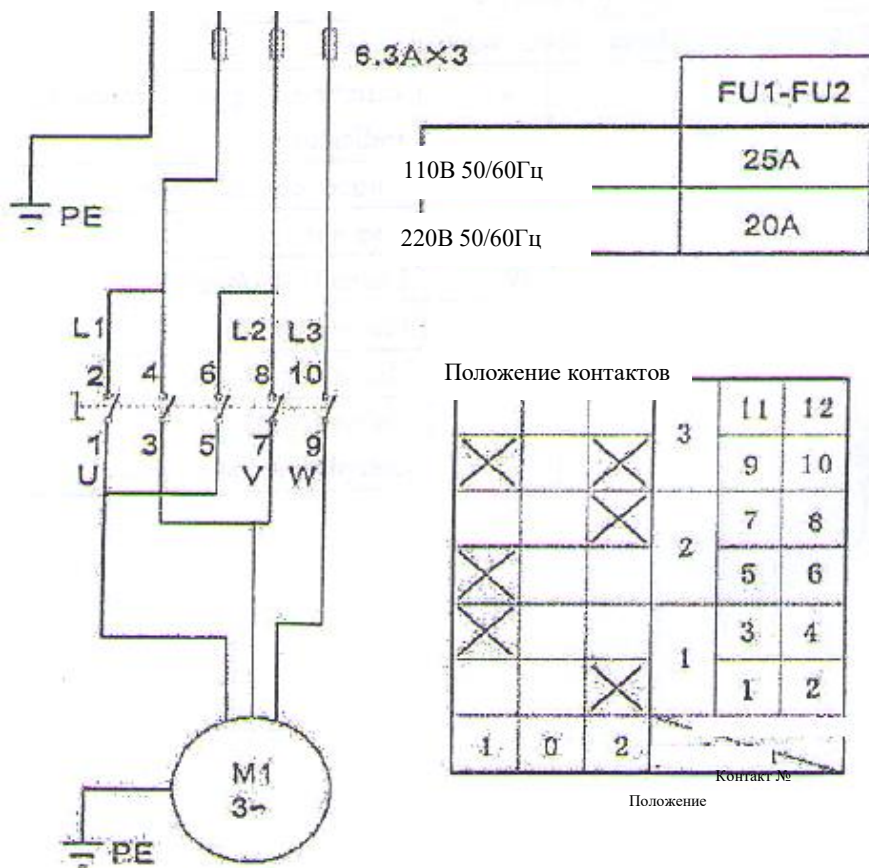 6.3A×3
PE
FU1-FU2
110В 50/60Гц 25A
220В 50/60Гц 20A
L1 L2 L3
2 4 6 8 10
1 3 5 7 9
U V W
M1
3~
PE
Положение контактов
3 11 12
9 10
2 7 8
5 6
1 3 4
1 2
1 0 2
Контакт №
Положение